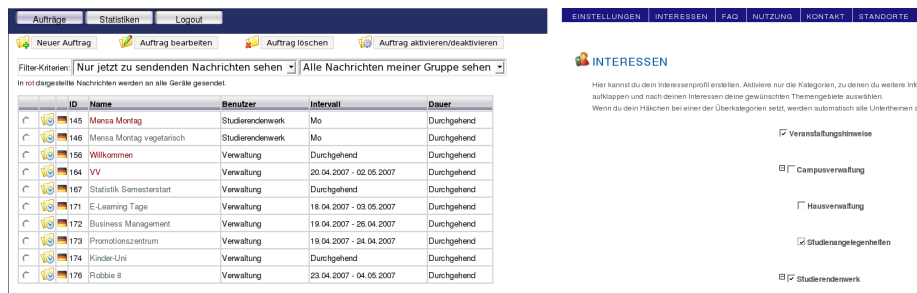 Aufträge Statistiken Logout
Neuer Auftrag Auftrag bearbeiten Auftrag löschen Auftrag aktivieren/deaktivieren
Filter-Kriterien: Nur jetzt zu sendenden Nachrichten sehen Alle Nachrichten meiner Gruppe sehen
In rot dargestellte Nachrichten werden an alle Geräte gesendet.
ID Name Benutzer Intervall Dauer
145 Mensa Montag Studierendenwerk Mo Durchgehend
146 Mensa Montag vegetarisch Studierendenwerk Mo Durchgehend
156 Willkommen Verwaltung Durchgehend Durchgehend
164 VV Verwaltung 20.04.2007 - 02.05.2007 Durchgehend
167 Statistik Semesterstart Verwaltung Durchgehend Durchgehend
171 E-Learning Tage Verwaltung 18.04.2007 - 03.05.2007 Durchgehend
172 Business Management Verwaltung 19.04.2007 - 26.04.2007 Durchgehend
173 Promotionszentrum Verwaltung 19.04.2007 - 24.04.2007 Durchgehend
174 Kinder-Uni Verwaltung Durchgehend Durchgehend
176 Robbie 8 Verwaltung 23.04.2007 - 04.05.2007 Durchgehend
EINSTELLUNGEN INTERESSEN FAQ NUTZUNG KONTAKT STANDORTE
INTERESSEN
Hier kannst du dein Interessenprofil erstellen. Aktiviere nur die Kategorien, zu denen du weitere Inf
aufklappen und nach deinen Interessen deine gewünschten Themengebiete auswählen.
Wenn du dein Häkchen bei einer der Überkategorien setzt, werden automatisch alle Unterthemen
Veranstaltungshinweise
Campusverwaltung
Hausverwaltung
Studienangelegenheiten
Studierendenwerk